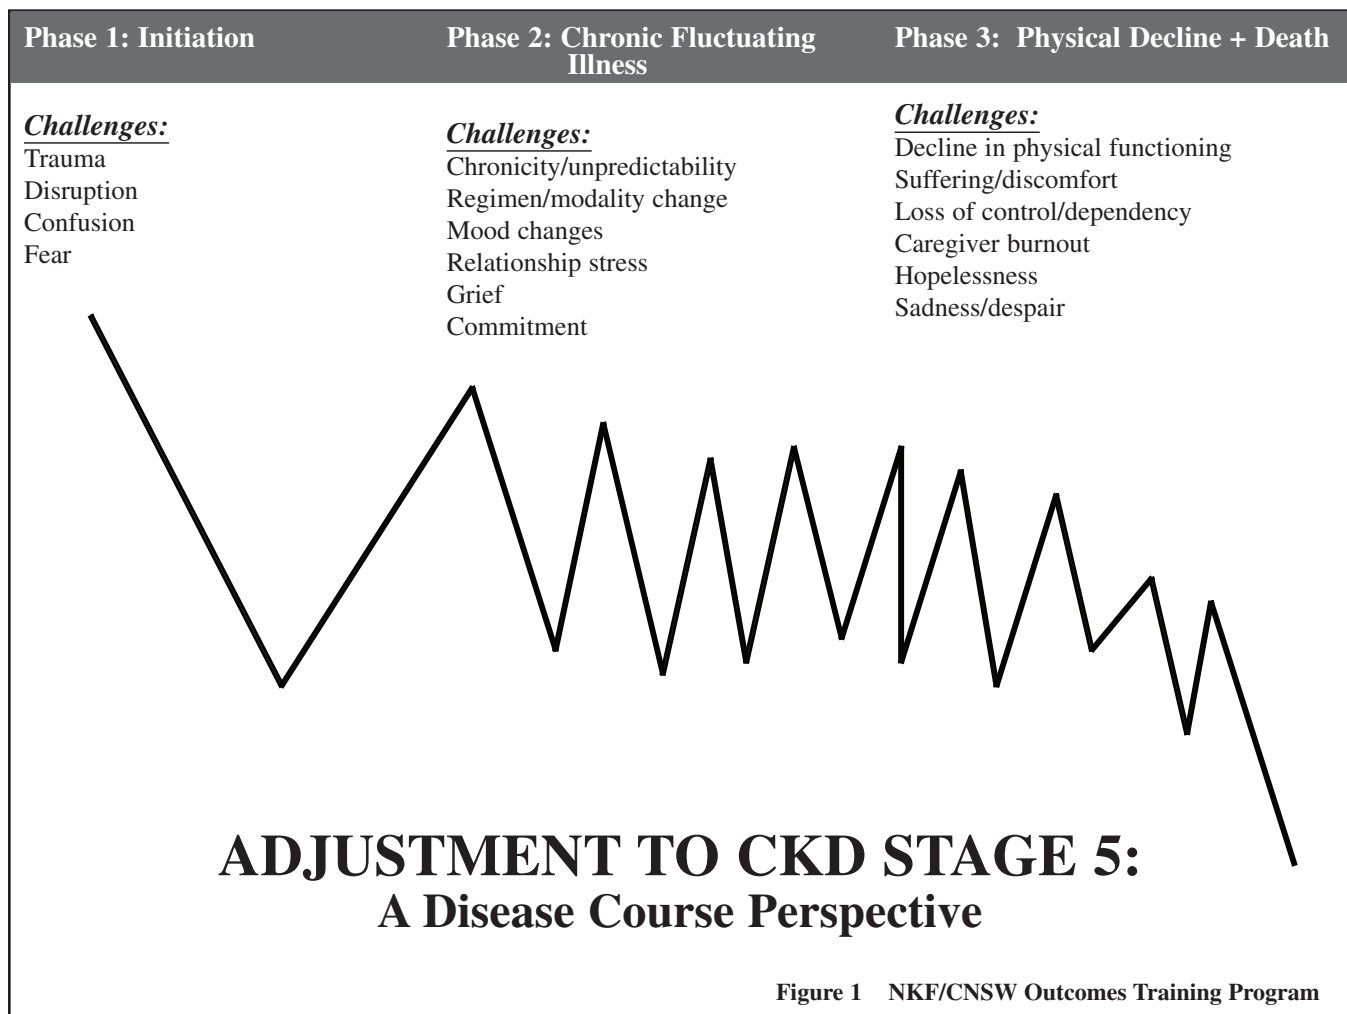 Phase 1: Initiation
Phase 2: Chronic Fluctuating
Illness
Phase 3: Physical Decline + Death
Challenges:
Trauma
Disruption
Confusion
Fear
Challenges:
Chronicity/unpredictability
Regimen/modality change
Mood changes
Relationship stress
Grief
Commitment
Challenges:
Decline in physical functioning
Suffering/discomfort
Loss of control/dependency
Caregiver burnout
Hopelessness
Sadness/despair
ADJUSTMENT TO CKD STAGE 5:
A Disease Course Perspective
Figure 1 NKF/CNSW Outcomes Training Program